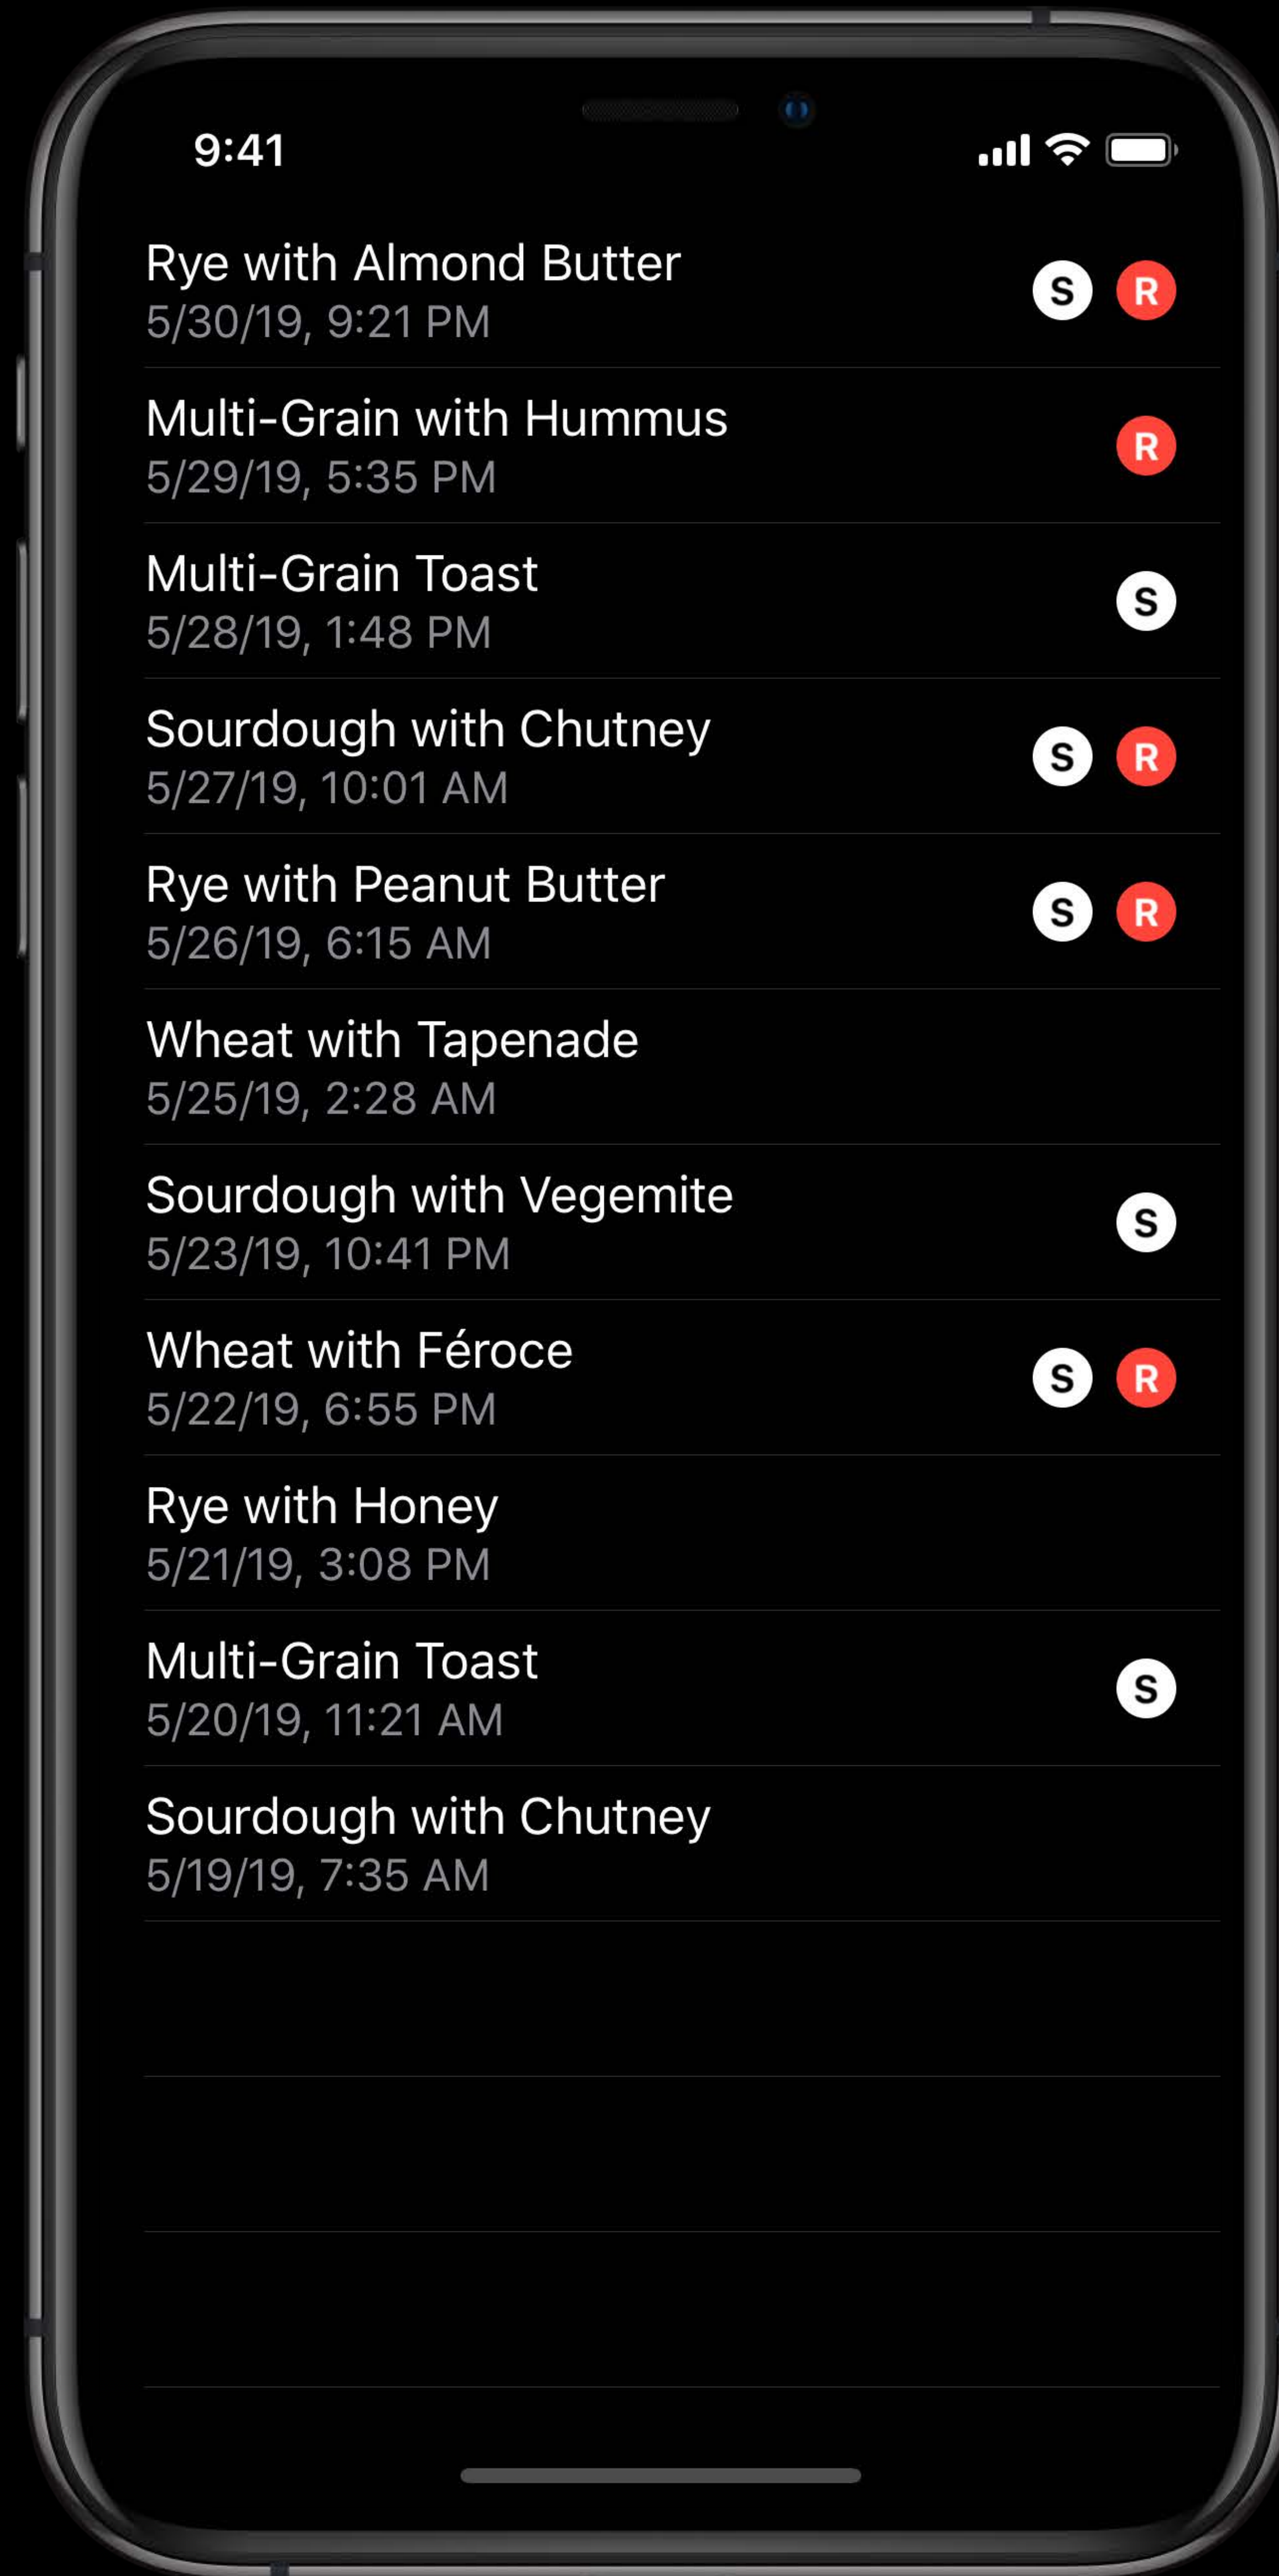 9:41
Rye with Almond Butter
5/30/19, 9:21 PM
S R
Multi-Grain with Hummus
5/29/19, 5:35 PM
R
Multi-Grain Toast
5/28/19, 1:48 PM
S
Sourdough with Chutney
5/27/19, 10:01 AM
S R
Rye with Peanut Butter
5/26/19, 6:15 AM
S R
Wheat with Tapenade
5/25/19, 2:28 AM
Sourdough with Vegemite
5/23/19, 10:41 PM
S
Wheat with Féroce
5/22/19, 6:55 PM
S R
Rye with Honey
5/21/19, 3:08 PM
Multi-Grain Toast
5/20/19, 11:21 AM
S
Sourdough with Chutney
5/19/19, 7:35 AM